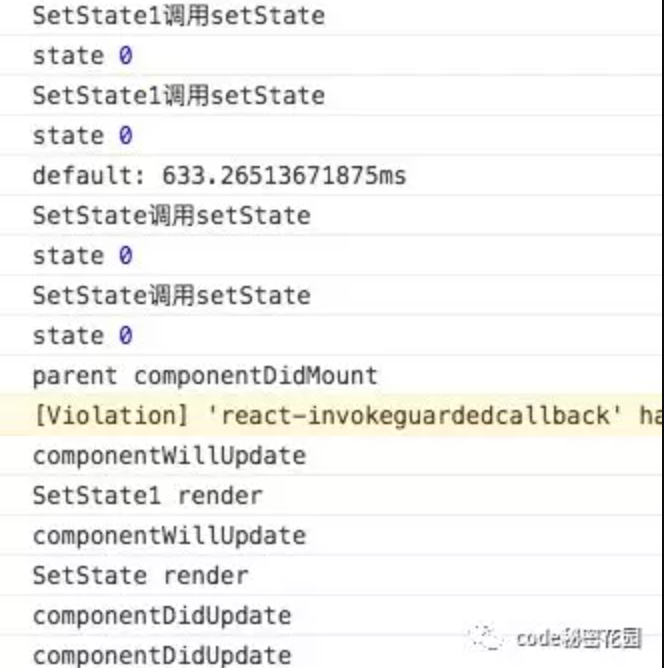 SetState1调用setState
state 0
SetState1调用setState
state 0
default: 633.26513671875ms
SetState调用setState
state 0
SetState调用setState
state 0
parent componentDidMount
[Violation] 'react-invokeguardedcallback' ha
componentWillUpdate
SetState1 render
componentWillUpdate
SetState render
componentDidUpdate
componentDidUpdate
code秘密花园